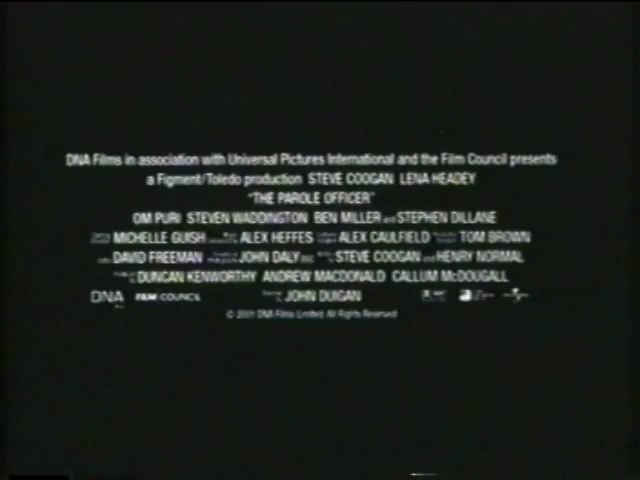 DNA Films in association with Universal Pictures International and the Film Council presents
a Figment/Toledo production STEVE COOGAN LENA HEADEY
"THE PAROLE OFFICER"
OM PURI STEVEN WADDINGTON BEN MILLER and STEPHEN DILLANE
MICHELLE GUISH ALEX HEFFES ALEX CAULFIELD TOM BROWN
DAVID FREEMAN JOHN DALY STEVE COOGAN and HENRY NORMAL
DUNCAN KENWORTHY ANDREW MACDONALD CALLUM McDOUGALL
DNA FILM COUNCIL JOHN DUIGAN
© 2001 DNA Films Limited All Rights Reserved